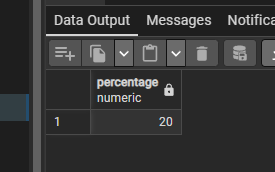 Data Output Messages Notifica
percentage
numeric
1 20